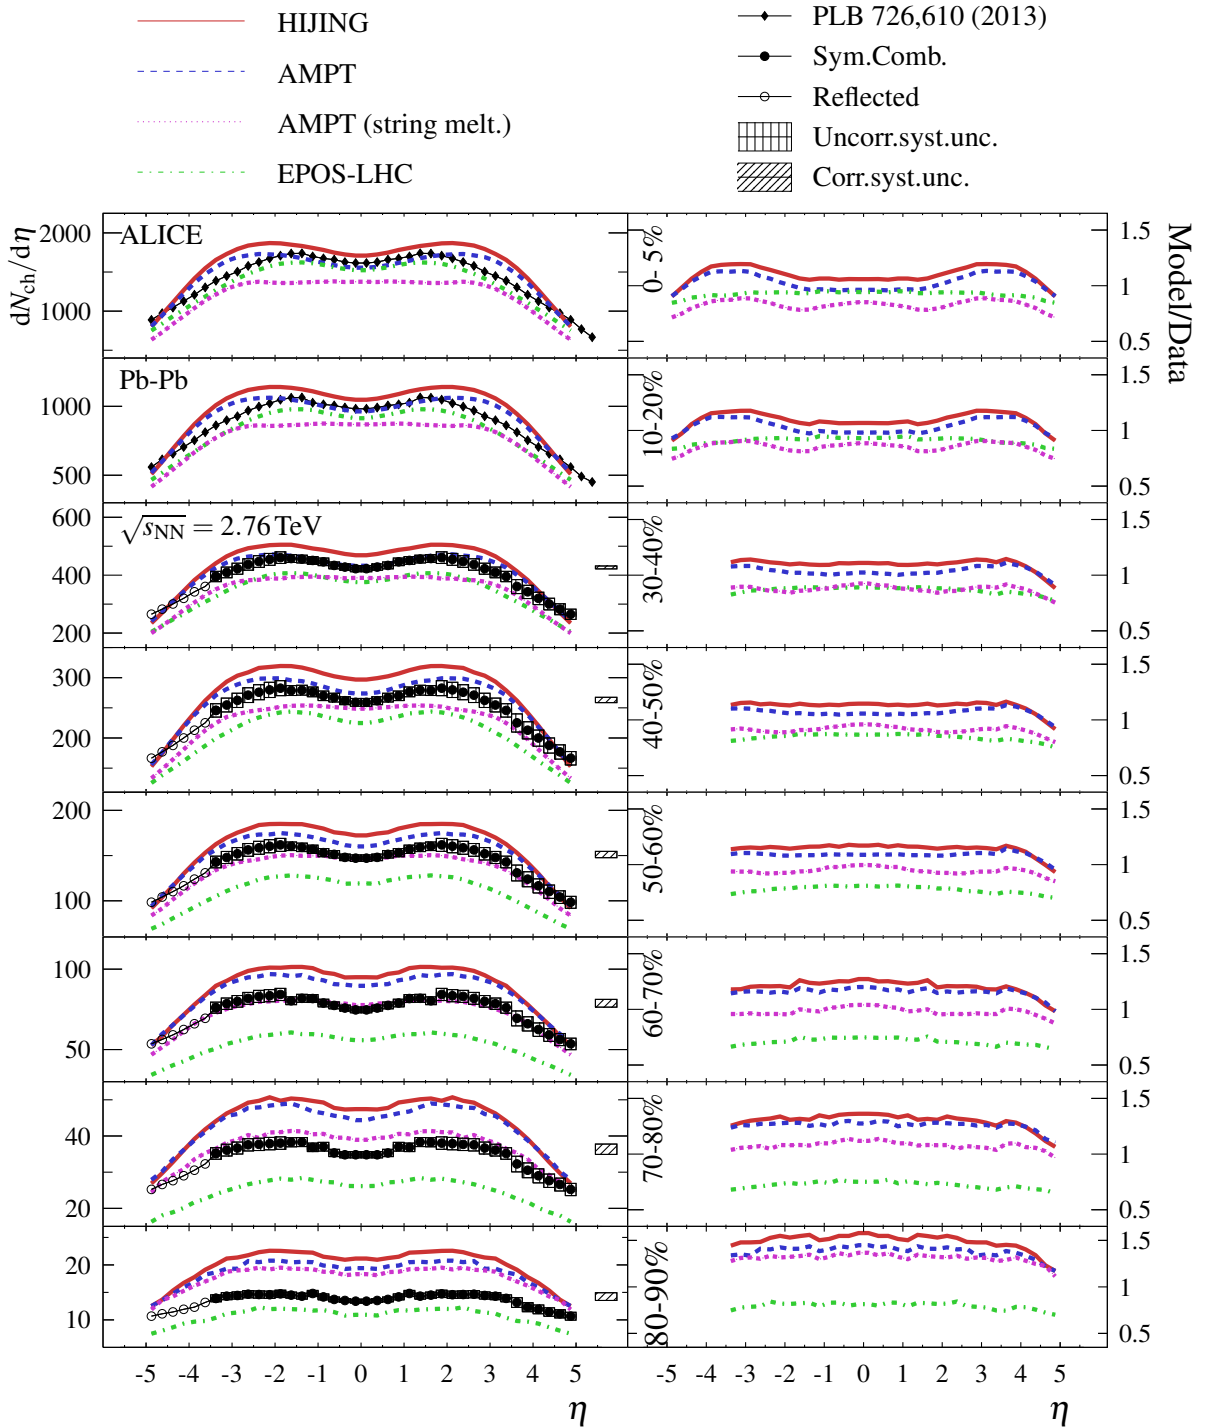 HIJING
AMPT
AMPT (string melt.)
EPOS-LHC
PLB 726,610 (2013)
Sym.Comb.
Reflected
Uncorr.syst.unc.
Corr.syst.unc.
dN_ch/dη
Model/Data
ALICE
2000
1000
0- 5%
1.5
1
0.5
Pb-Pb
1000
500
10-20%
1.5
1
0.5
√s_NN = 2.76 TeV
600
400
200
30-40%
1.5
1
0.5
300
200
40-50%
1.5
1
0.5
200
100
50-60%
1.5
1
0.5
100
50
60-70%
1.5
1
0.5
40
20
70-80%
1.5
1
0.5
20
10
80-90%
1.5
1
0.5
-5 -4 -3 -2 -1 0 1 2 3 4 5
η
-5 -4 -3 -2 -1 0 1 2 3 4 5
η